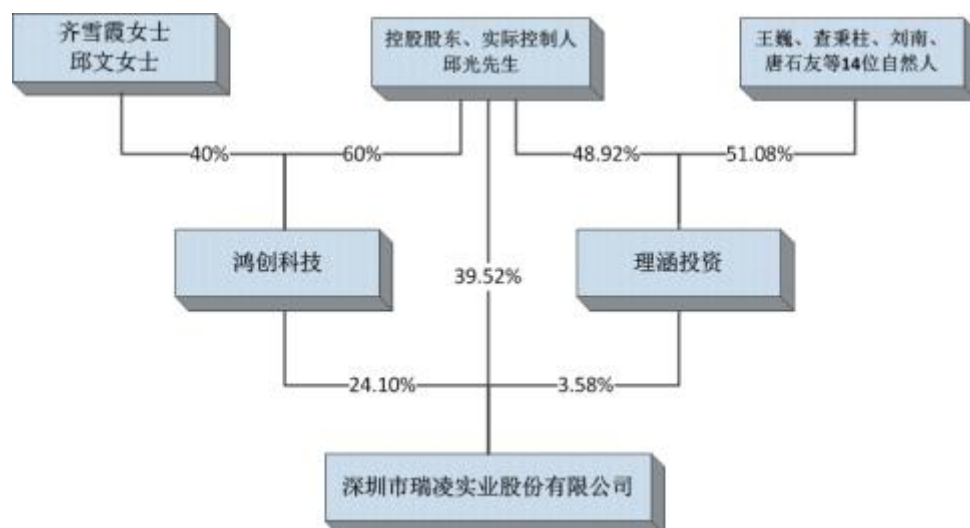 齐雪霞女士
邱文女士
控股股东、实际控制人
邱光先生
王巍、查秉柱、刘南、
唐石友等14位自然人
40%
60%
48.92%
51.08%
鸿创科技
39.52%
理涵投资
24.10%
3.58%
深圳市瑞凌实业股份有限公司